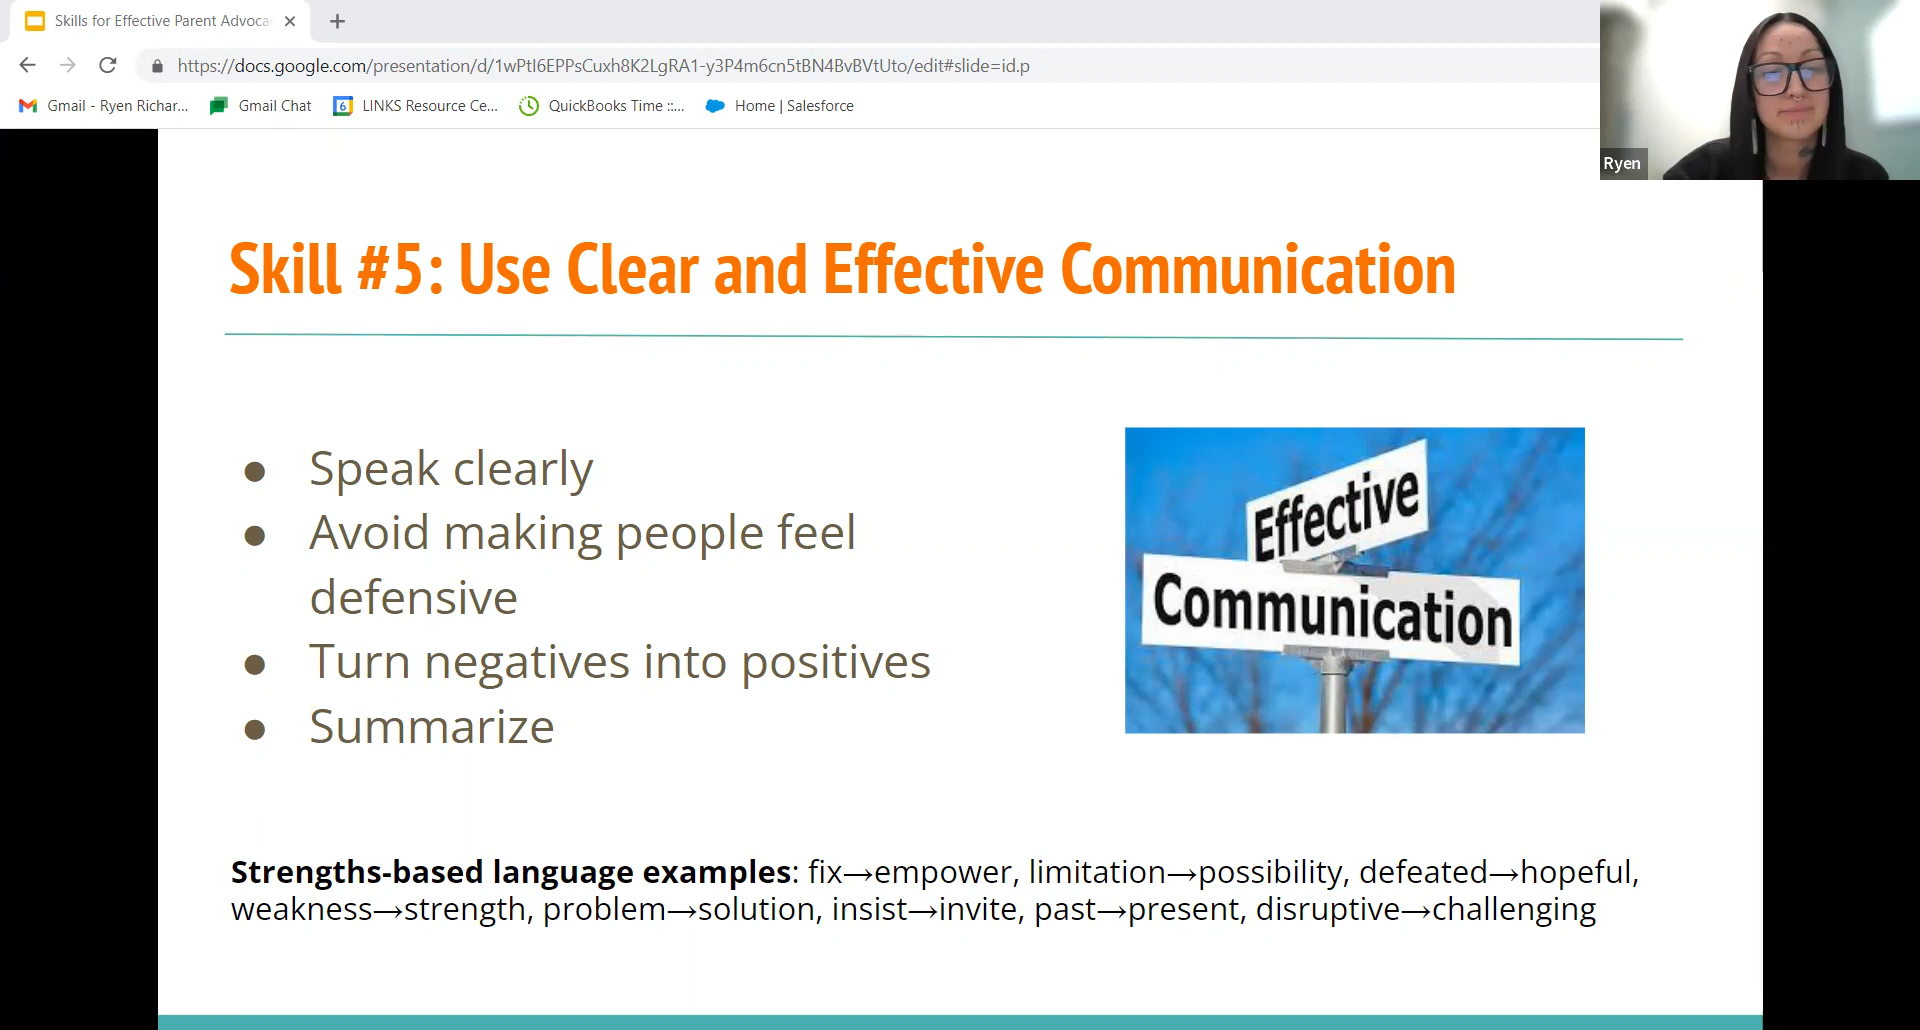 Skills for Effective Parent Advoca
https://docs.google.com/presentation/d/1wPtI6EPPsCuxh8K2LgRA1-y3P4m6cn5tBN4BvBVtUto/edit#slide=id.p
Gmail - Ryen Richar... Gmail Chat 6 LINKS Resource Ce... QuickBooks Time ::... Home | Salesforce
Ryen
Skill #5: Use Clear and Effective Communication
● Speak clearly
● Avoid making people feel
defensive
● Turn negatives into positives
● Summarize
Effective
Communication
Strengths-based language examples: fix→empower, limitation→possibility, defeated→hopeful,
weakness→strength, problem→solution, insist→invite, past→present, disruptive→challenging